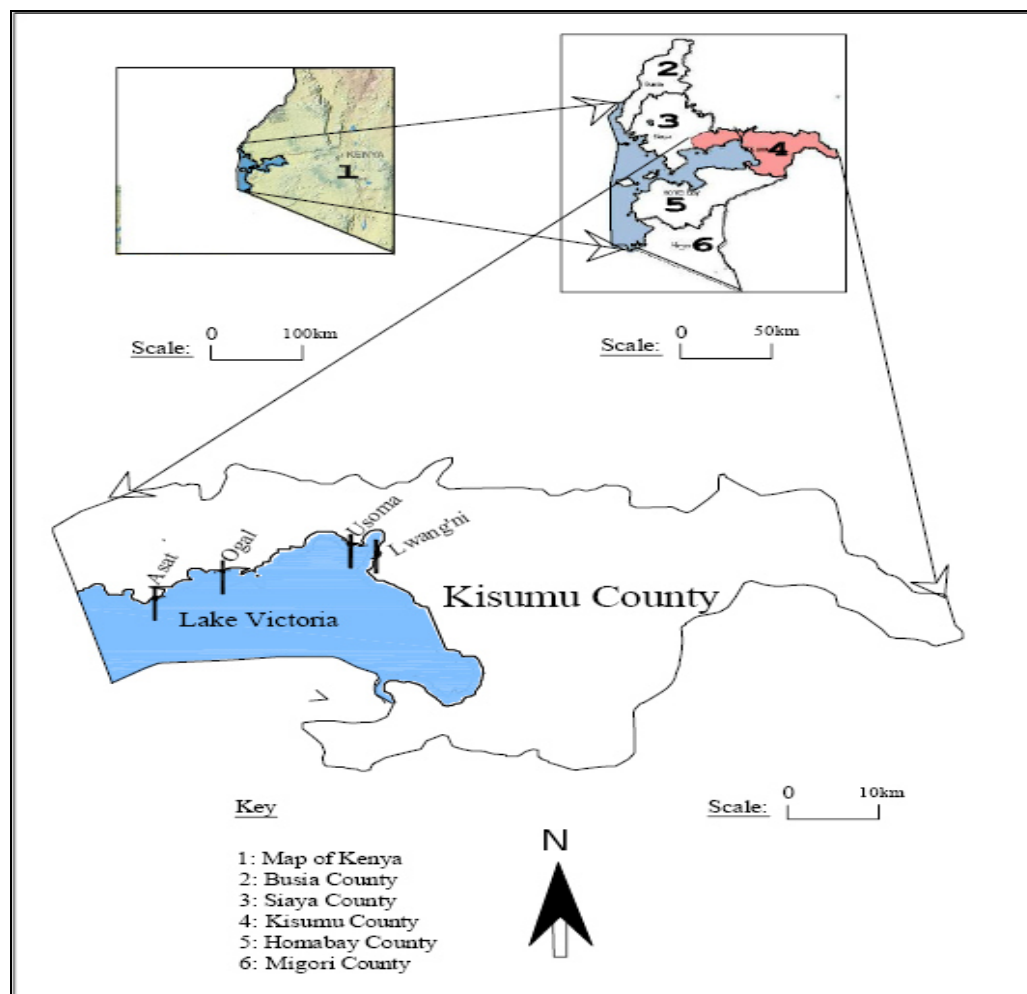 KENYA
1
2
3
4
5
6
0 100km
Scale:
0 50km
Scale:
Asat
Ogal
Usoma
Lwang'ni
Kisumu County
Lake Victoria
0 10km
Scale:
Key
N
1: Map of Kenya
2: Busia County
3: Siaya County
4: Kisumu County
5: Homabay County
6: Migori County